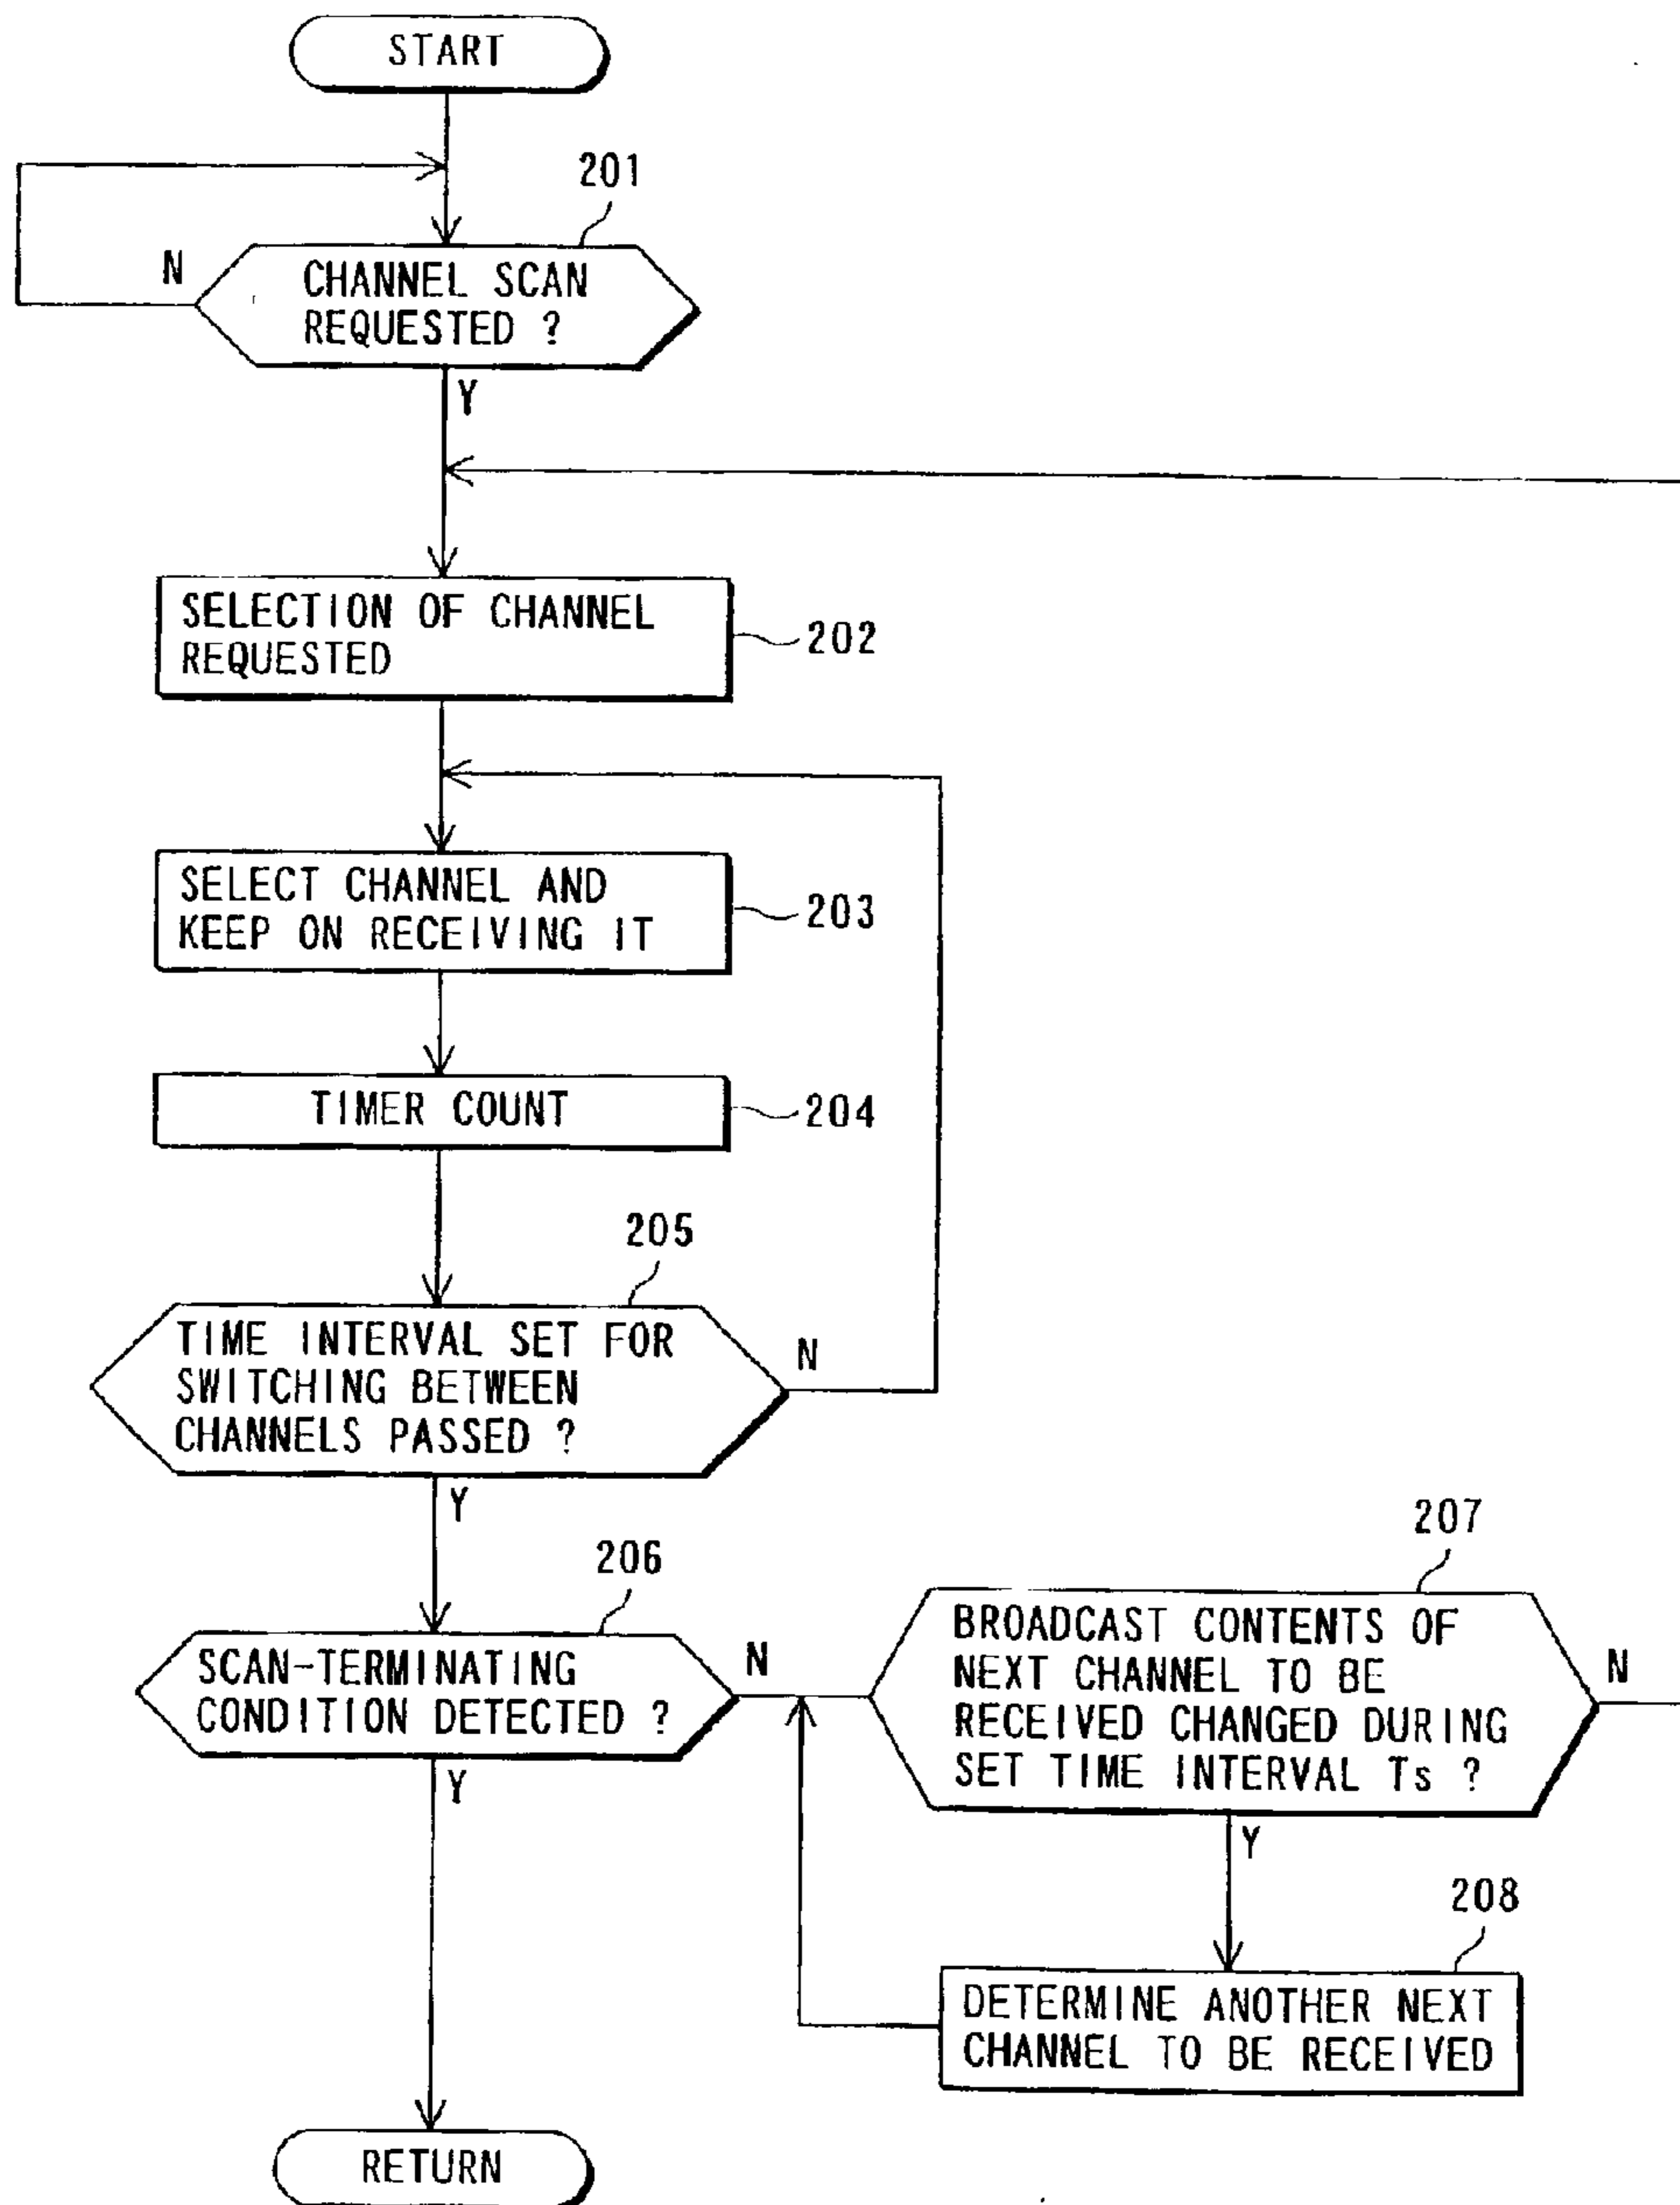 START
201
N
CHANNEL SCAN
REQUESTED ?
Y
SELECTION OF CHANNEL
REQUESTED
202
SELECT CHANNEL AND
KEEP ON RECEIVING IT
203
TIMER COUNT
204
205
TIME INTERVAL SET FOR
SWITCHING BETWEEN
CHANNELS PASSED ?
N
Y
206
SCAN-TERMINATING
CONDITION DETECTED ?
N
Y
207
BROADCAST CONTENTS OF
NEXT CHANNEL TO BE
RECEIVED CHANGED DURING
SET TIME INTERVAL Ts ?
N
Y
208
DETERMINE ANOTHER NEXT
CHANNEL TO BE RECEIVED
RETURN